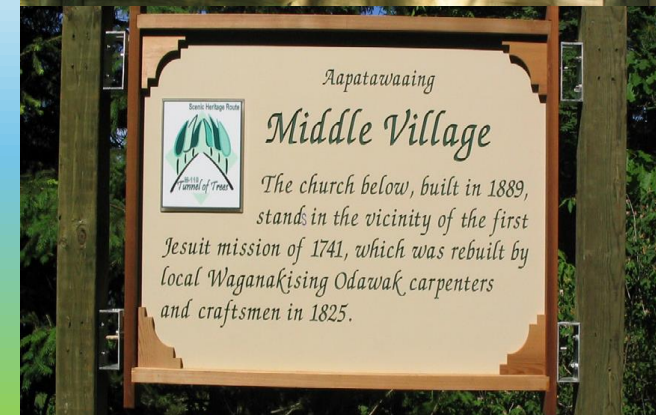 Aapatawaaing
Middle Village
Scenic Heritage Route
M-119
Tunnel of Trees
The church below, built in 1889,
stands in the vicinity of the first
Jesuit mission of 1741, which was rebuilt by
local Waganakising Odawak carpenters
and craftsmen in 1825.